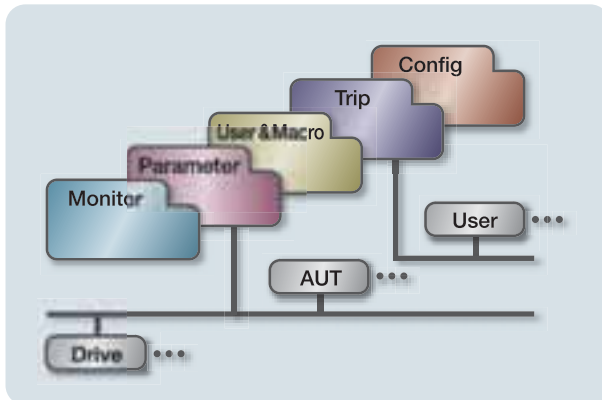 Config
Trip
User & Macro
Parameter
Monitor
User
AUT
Drive